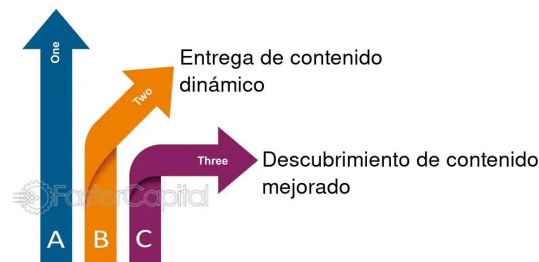 One
Two
Entrega de contenido
dinámico
Three
Descubrimiento de contenido
mejorado
FasterCapital
A
B
C